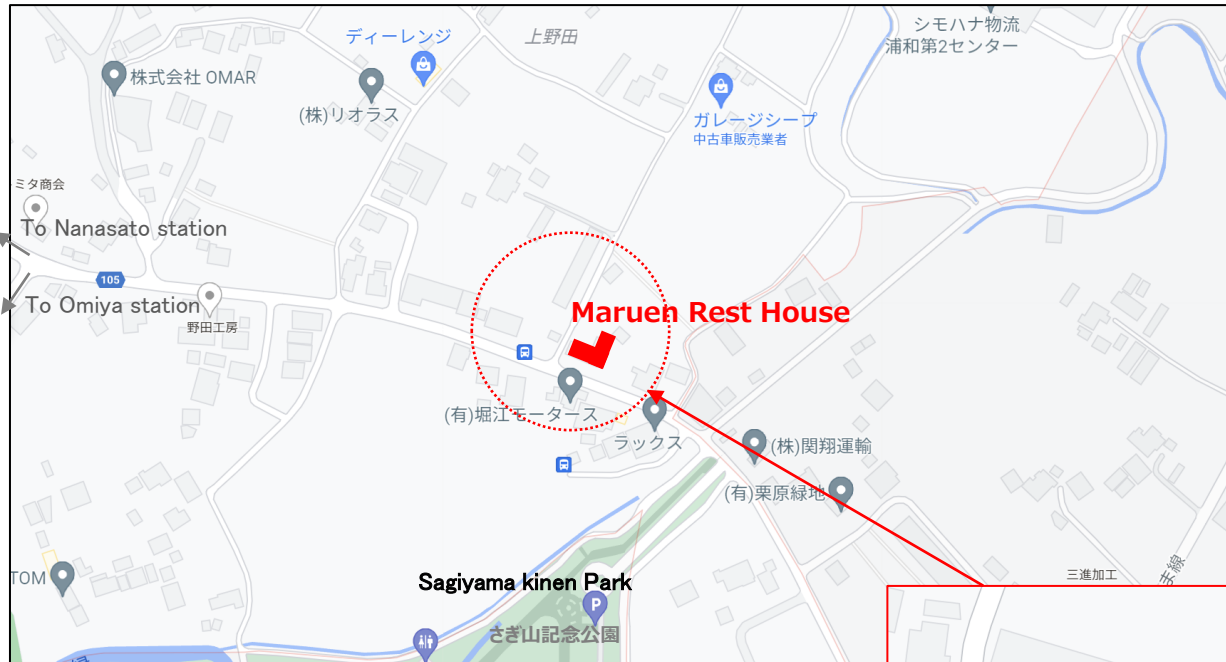 シモハナ物流
浦和第2センター
ディーレンジ
上野田
株式会社 OMAR
(株)リオラス
ガレージシープ
中古車販売業者
ミタ商会
To Nanasato station
105
To Omiya station
野田工房
Maruen Rest House
(有)堀江モータース
ラックス
(株)関翔運輸
(有)栗原緑地
TOM
Sagiyama kinen Park
三進加工
ま線
P
さぎ山記念公園